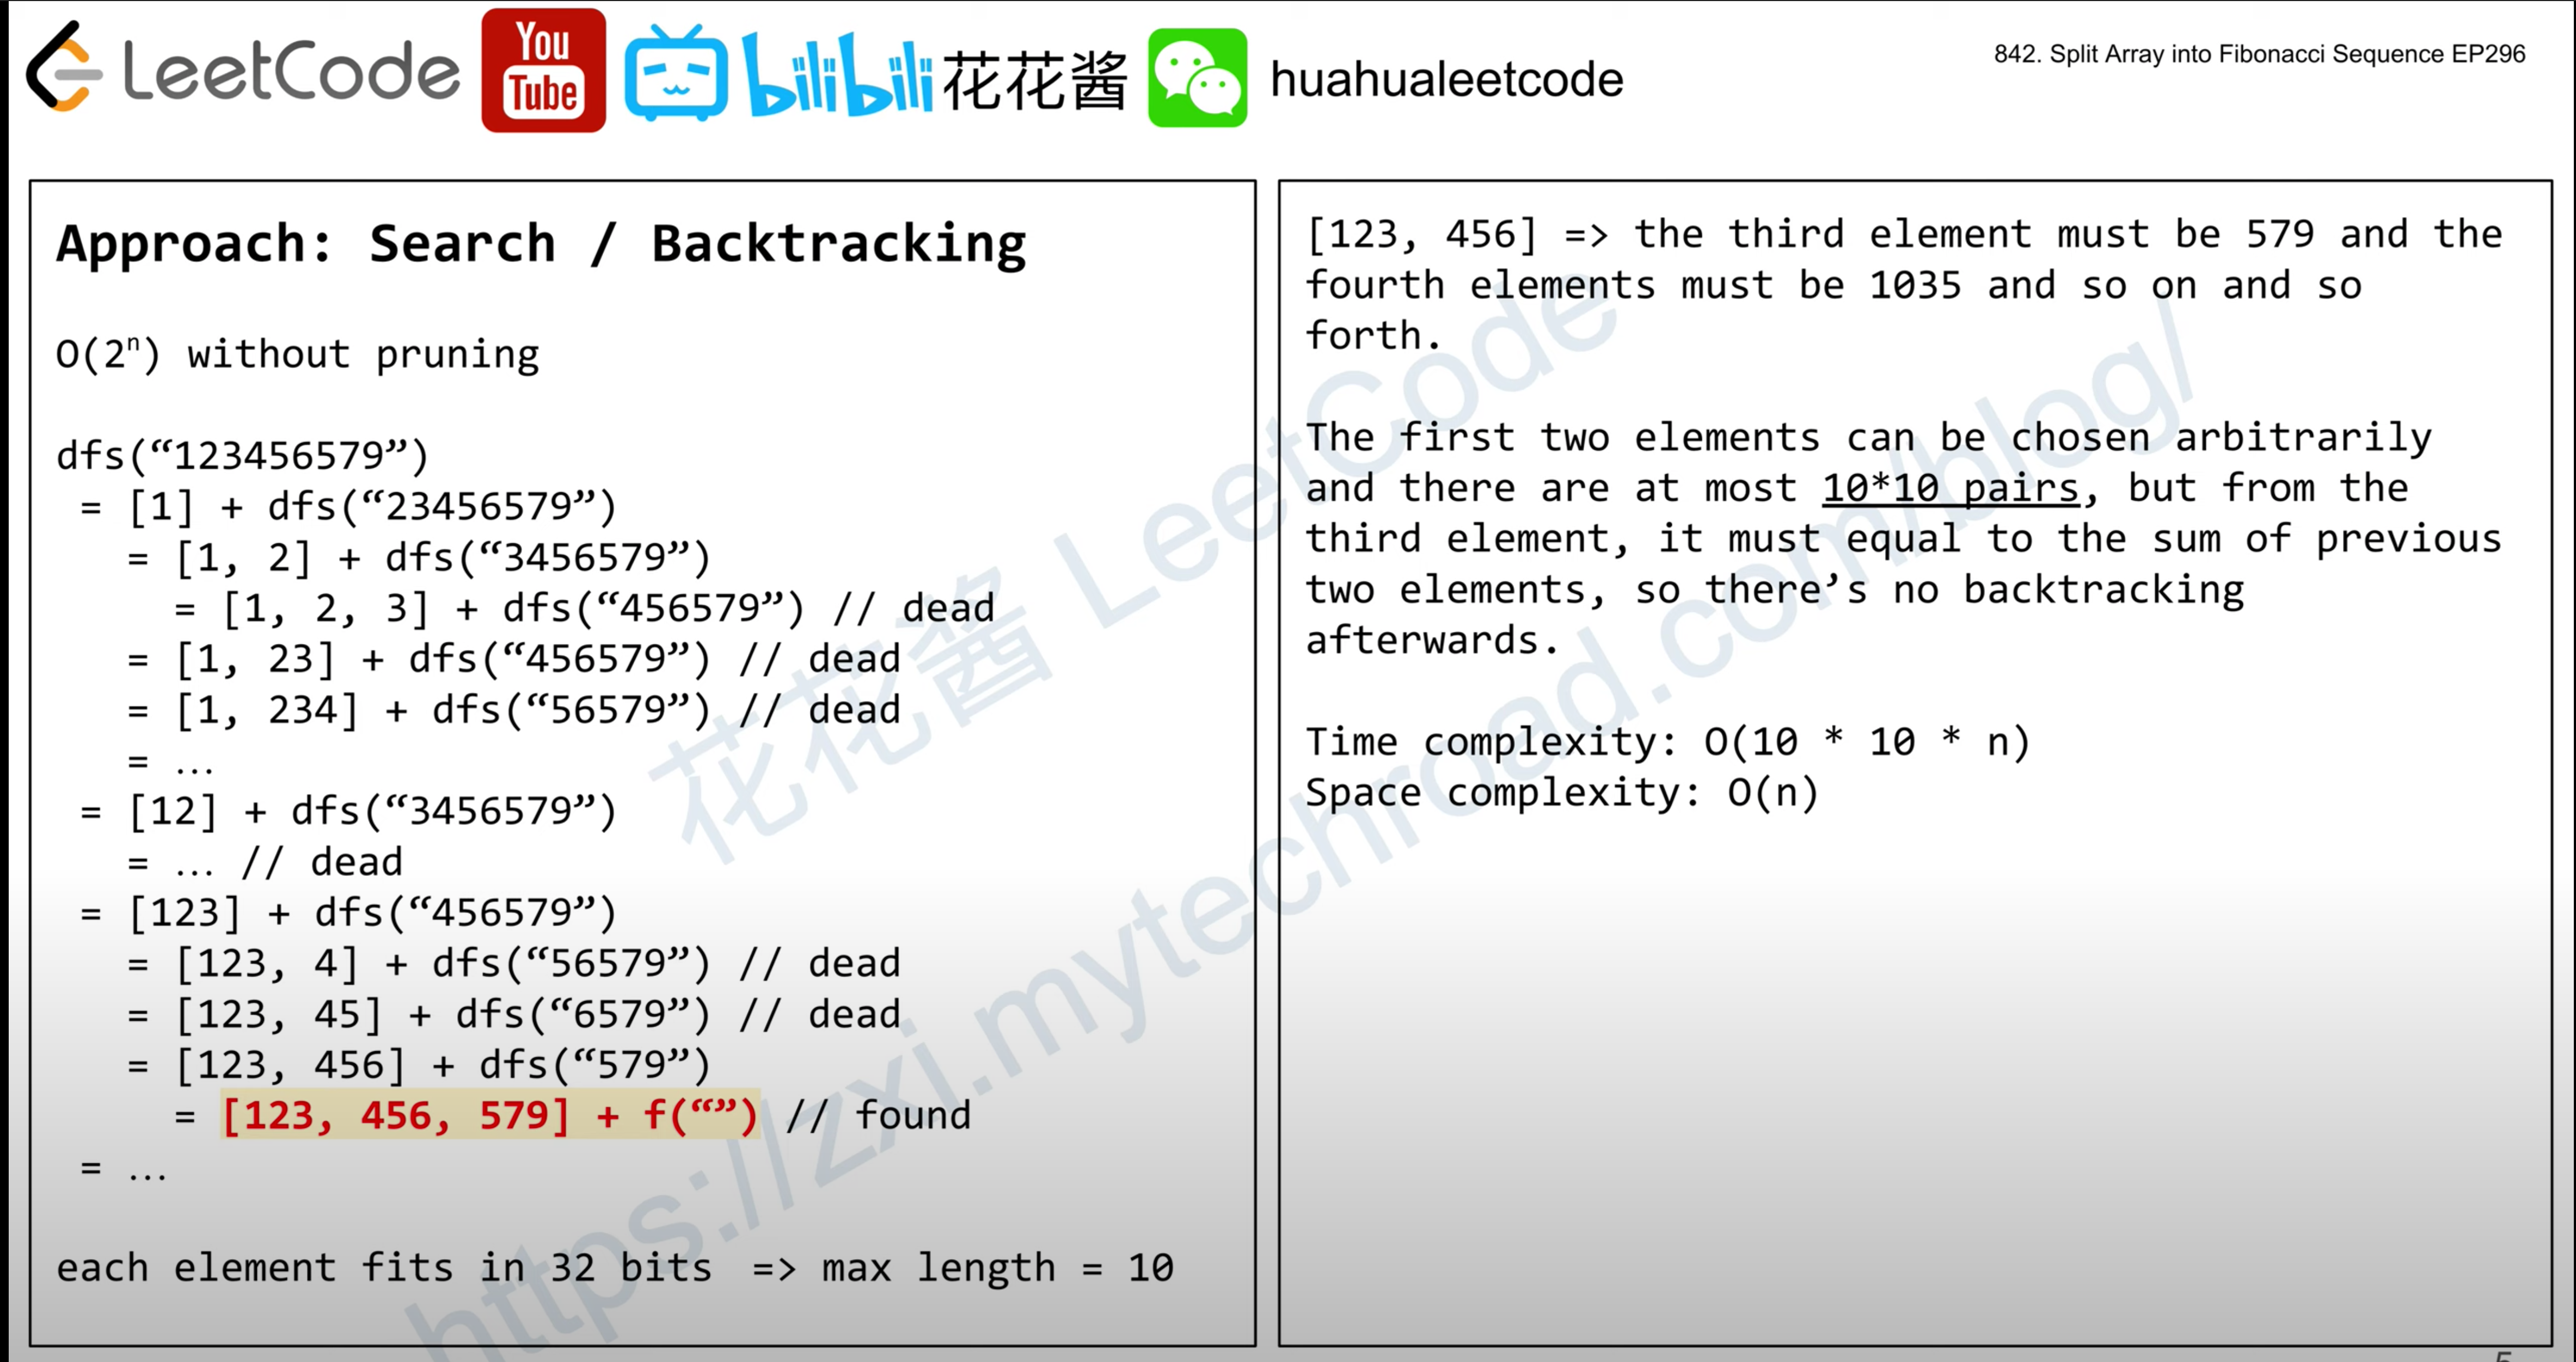 LeetCode
You
Tube
bilibili 花花酱
huahualeetcode
842. Split Array into Fibonacci Sequence EP296
Approach: Search / Backtracking
O(2ⁿ) without pruning
dfs(“123456579”)
= [1] + dfs(“23456579”)
= [1, 2] + dfs(“3456579”)
= [1, 2, 3] + dfs(“456579”) // dead
= [1, 23] + dfs(“456579”) // dead
= [1, 234] + dfs(“56579”) // dead
= …
= [12] + dfs(“3456579”)
= … // dead
= [123] + dfs(“456579”)
= [123, 4] + dfs(“56579”) // dead
= [123, 45] + dfs(“6579”) // dead
= [123, 456] + dfs(“579”)
= [123, 456, 579] + f(“”) // found
= …
each element fits in 32 bits => max length = 10
[123, 456] => the third element must be 579 and the
fourth elements must be 1035 and so on and so
forth.
The first two elements can be chosen arbitrarily
and there are at most 10*10 pairs, but from the
third element, it must equal to the sum of previous
two elements, so there’s no backtracking
afterwards.
Time complexity: O(10 * 10 * n)
Space complexity: O(n)
花花酱 LeetCode
https://zxi.mytechroad.com/blog/